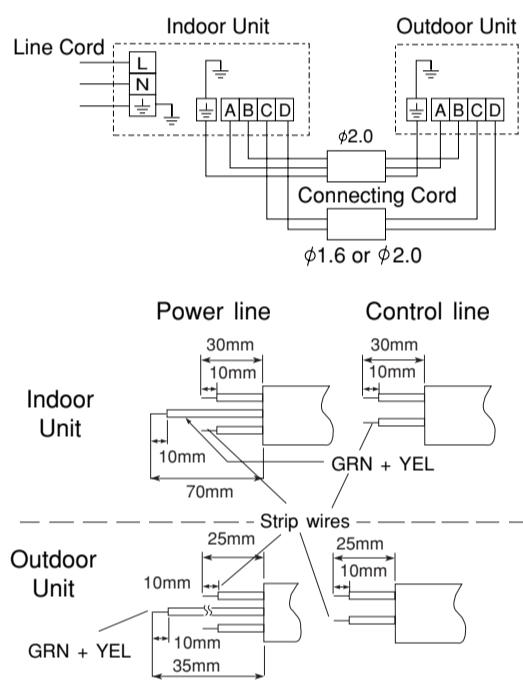 Indoor Unit
Outdoor Unit
Line Cord
L
N
A B C D
A B C D
ϕ2.0
Connecting Cord
ϕ1.6 or ϕ2.0
Power line
Control line
30mm
30mm
10mm
10mm
Indoor
Unit
10mm
GRN + YEL
70mm
Strip wires
25mm
25mm
Outdoor
Unit
10mm
10mm
GRN + YEL
10mm
35mm